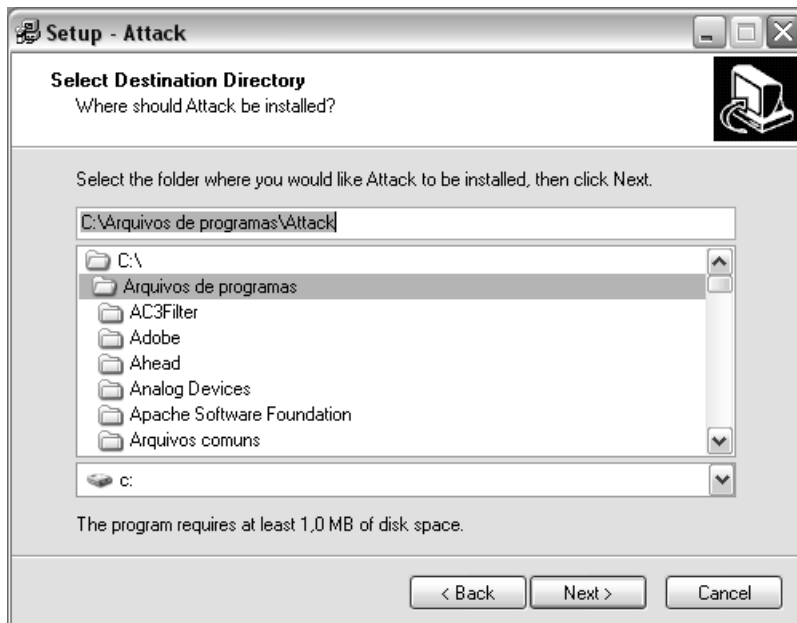 Setup - Attack
Select Destination Directory
Where should Attack be installed?
Select the folder where you would like Attack to be installed, then click Next.
C:\Arquivos de programas\Attack
C:\
Arquivos de programas
AC3Filter
Adobe
Ahead
Analog Devices
Apache Software Foundation
Arquivos comuns
c:
The program requires at least 1,0 MB of disk space.
< Back Next > Cancel